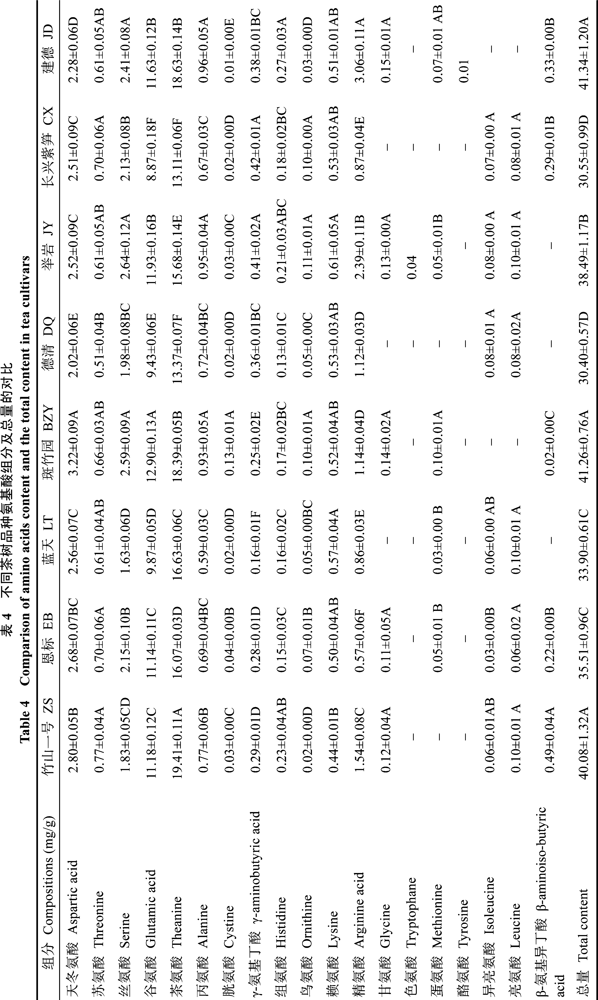 表 4 不同茶树品种氨基酸组分及总量的对比
Table 4 Comparison of amino acids content and the total content in tea cultivars
组分 Compositions (mg/g) 竹山一号 ZS 恩标 EB 蓝天 LT 斑竹园 BZY 德清 DQ 举岩 JY 长兴紫笋 CX 建德 JD
天冬氨酸 Aspartic acid 2.80±0.05B 2.68±0.07BC 2.56±0.07C 3.22±0.09A 2.02±0.06E 2.52±0.09C 2.51±0.09C 2.28±0.06D
苏氨酸 Threonine 0.77±0.04A 0.70±0.06A 0.61±0.04AB 0.66±0.03AB 0.51±0.04B 0.61±0.05AB 0.70±0.06A 0.61±0.05AB
丝氨酸 Serine 1.83±0.05CD 2.15±0.10B 1.63±0.06D 2.59±0.09A 1.98±0.08BC 2.64±0.12A 2.13±0.08B 2.41±0.08A
谷氨酸 Glutamic acid 11.18±0.12C 11.14±0.11C 9.87±0.05D 12.90±0.13A 9.43±0.06E 11.93±0.16B 8.87±0.18F 11.63±0.12B
茶氨酸 Theanine 19.41±0.11A 16.07±0.03D 16.63±0.06C 18.39±0.05B 13.37±0.07F 15.68±0.14E 13.11±0.06F 18.63±0.14B
丙氨酸 Alanine 0.77±0.06B 0.69±0.04BC 0.59±0.03C 0.93±0.05A 0.72±0.04BC 0.95±0.04A 0.67±0.03C 0.96±0.05A
胱氨酸 Cystine 0.03±0.00C 0.04±0.00B 0.02±0.00D 0.13±0.01A 0.02±0.00D 0.03±0.00C 0.02±0.00D 0.01±0.00E
γ-氨基丁酸 γ-aminobutyric acid 0.29±0.01D 0.28±0.01D 0.16±0.01F 0.25±0.02E 0.36±0.01BC 0.41±0.02A 0.42±0.01A 0.38±0.01BC
组氨酸 Histidine 0.23±0.04AB 0.15±0.03C 0.16±0.02C 0.17±0.02BC 0.13±0.01C 0.21±0.03ABC 0.18±0.02BC 0.27±0.03A
鸟氨酸 Ornithine 0.02±0.00D 0.07±0.01B 0.05±0.00BC 0.10±0.01A 0.05±0.00C 0.11±0.01A 0.10±0.00A 0.03±0.00D
赖氨酸 Lysine 0.44±0.01B 0.50±0.04AB 0.57±0.04A 0.52±0.04AB 0.53±0.03AB 0.61±0.05A 0.53±0.03AB 0.51±0.01AB
精氨酸 Arginine acid 1.54±0.08C 0.57±0.06F 0.86±0.03E 1.14±0.04D 1.12±0.03D 2.39±0.11B 0.87±0.04E 3.06±0.11A
甘氨酸 Glycine 0.12±0.04A 0.11±0.05A – 0.14±0.02A – 0.13±0.00A – 0.15±0.01A
色氨酸 Tryptophane – – – – – 0.04 – –
蛋氨酸 Methionine – 0.05±0.01 B 0.03±0.00 B 0.10±0.01A – 0.05±0.01B – 0.07±0.01 AB
酪氨酸 Tyrosine – – – – – – – 0.01
异亮氨酸 Isoleucine 0.06±0.01AB 0.03±0.00B 0.06±0.00 AB – 0.08±0.01 A 0.08±0.00 A 0.07±0.00 A –
亮氨酸 Leucine 0.10±0.01 A 0.06±0.02 A 0.10±0.01 A – 0.08±0.02A 0.10±0.01 A 0.08±0.01 A –
β-氨基异丁酸 β-aminoiso-butyric
acid 0.49±0.04A 0.22±0.00B – 0.02±0.00C – – 0.29±0.01B 0.33±0.00B
总量 Total content 40.08±1.32A 35.51±0.96C 33.90±0.61C 41.26±0.76A 30.40±0.57D 38.49±1.17B 30.55±0.99D 41.34±1.20A